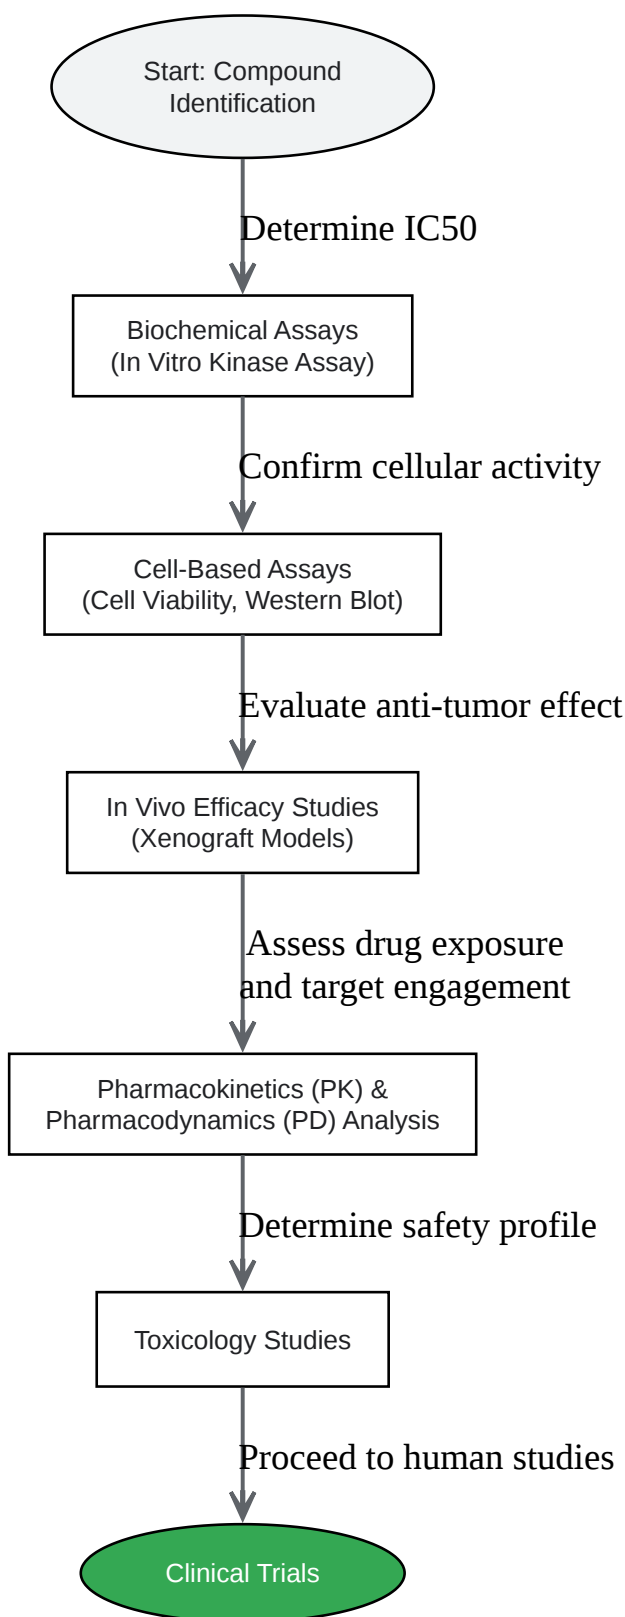 Start: Compound
Identification
Determine IC50
Biochemical Assays
(In Vitro Kinase Assay)
Confirm cellular activity
Cell-Based Assays
(Cell Viability, Western Blot)
Evaluate anti-tumor effect
In Vivo Efficacy Studies
(Xenograft Models)
Assess drug exposure
and target engagement
Pharmacokinetics (PK) &
Pharmacodynamics (PD) Analysis
Determine safety profile
Toxicology Studies
Proceed to human studies
Clinical Trials